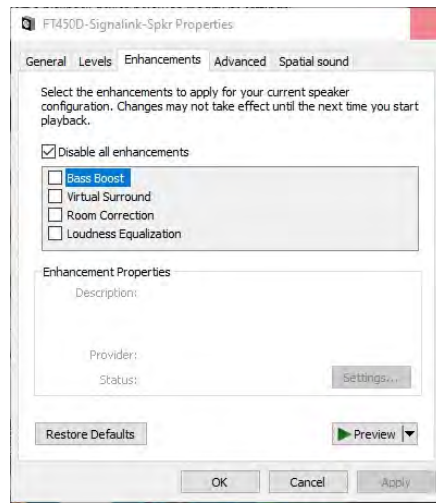 FT450D-Signalink-Spkr Properties
General Levels Enhancements Advanced Spatial sound
Select the enhancements to apply for your current speaker
configuration. Changes may not take effect until the next time you start
playback.
Disable all enhancements
Bass Boost
Virtual Surround
Room Correction
Loudness Equalization
Enhancement Properties
Description:
Provider:
Status:
Settings...
Restore Defaults
Preview
OK Cancel Apply